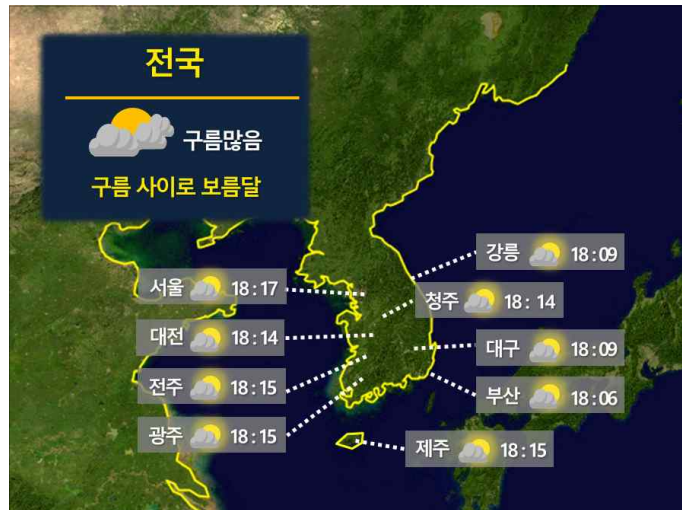 전국
구름많음
구름 사이로 보름달
강릉 18:09
서울 18:17
청주 18:14
대전 18:14
대구 18:09
전주 18:15
부산 18:06
광주 18:15
제주 18:15